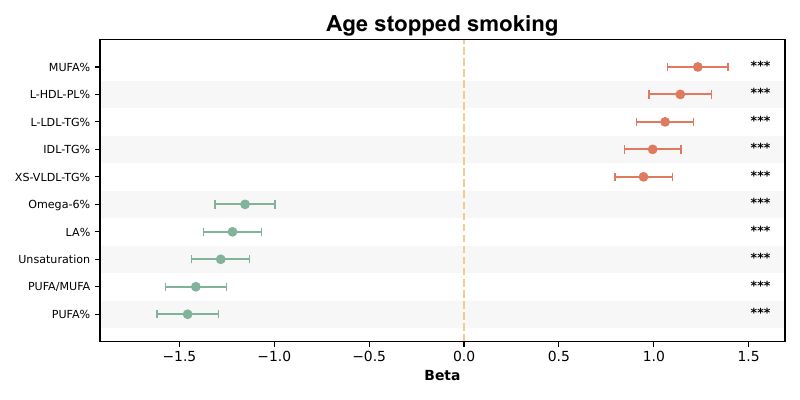 Age stopped smoking
MUFA% ***
L-HDL-PL% ***
L-LDL-TG% ***
IDL-TG% ***
XS-VLDL-TG% ***
Omega-6% ***
LA% ***
Unsaturation ***
PUFA/MUFA ***
PUFA% ***
−1.5 −1.0 −0.5 0.0 0.5 1.0 1.5
Beta